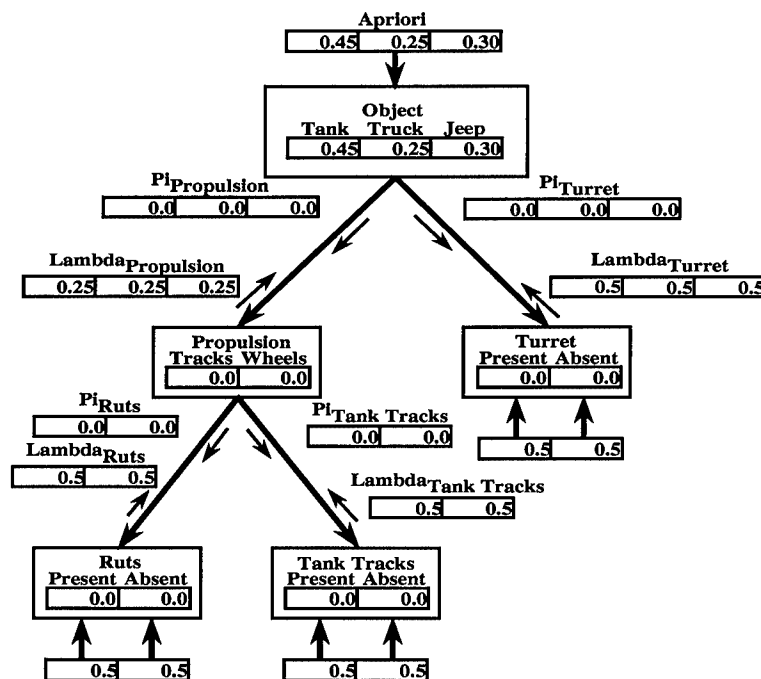 Apriori
0.45 0.25 0.30
Object
Tank Truck Jeep
0.45 0.25 0.30
PiPropulsion
0.0 0.0 0.0
PiTurret
0.0 0.0 0.0
LambdaPropulsion
0.25 0.25 0.25
LambdaTurret
0.5 0.5 0.5
Propulsion
Tracks Wheels
0.0 0.0
Turret
Present Absent
0.0 0.0
PiRuts
0.0 0.0
PiTank Tracks
0.0 0.0
0.5 0.5
LambdaRuts
0.5 0.5
LambdaTank Tracks
0.5 0.5
Ruts
Present Absent
0.0 0.0
Tank Tracks
Present Absent
0.0 0.0
0.5 0.5
0.5 0.5